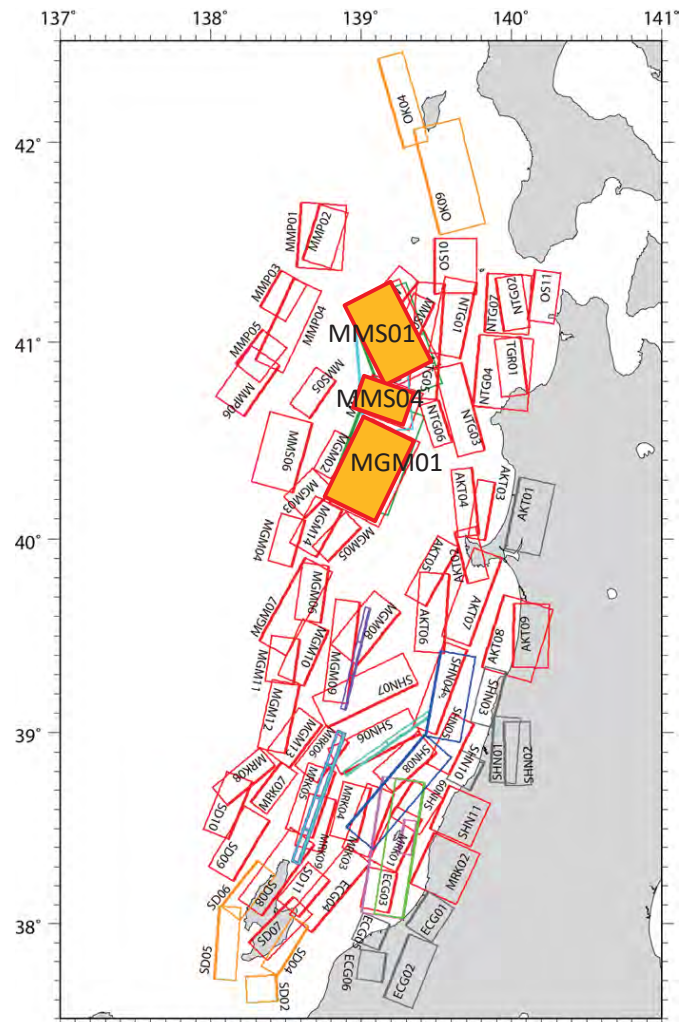 137° 138° 139° 140° 141°
42°
41°
40°
39°
38°
OK04
OK09
MMP01
MMP02
OS10
MMP03
MMP04
NTG01
NTG07
NTG02
OS11
MMS01
MMP05
MMP06
MMS05
TGR01
NTG04
MMS04
NTG06
NTG03
MMS06
MGM02
MGM01
MGM03
AKT04
AKT03
AKT01
MGM04
MGM14
MGM05
AKT05
AKT02
MGM07
MGM06
MGM08
AKT06
AKT07
AKT08
AKT09
MGM10
MGM11
MGM09
SHN07
SHN04
SHN03
MGM12
MGM13
MRK06
SHN06
SHN05
SHN01
SHN02
MRK08
MRK07
MRK05
SHN08
SHN10
SD10
MRK04
SHN09
SHN11
SD09
MRK09
MRK03
MRK01
MRK02
SD06
SD08
SD11
ECG04
ECG03
ECG01
SD05
SD07
SD04
ECG05
ECG06
ECG02
SD02